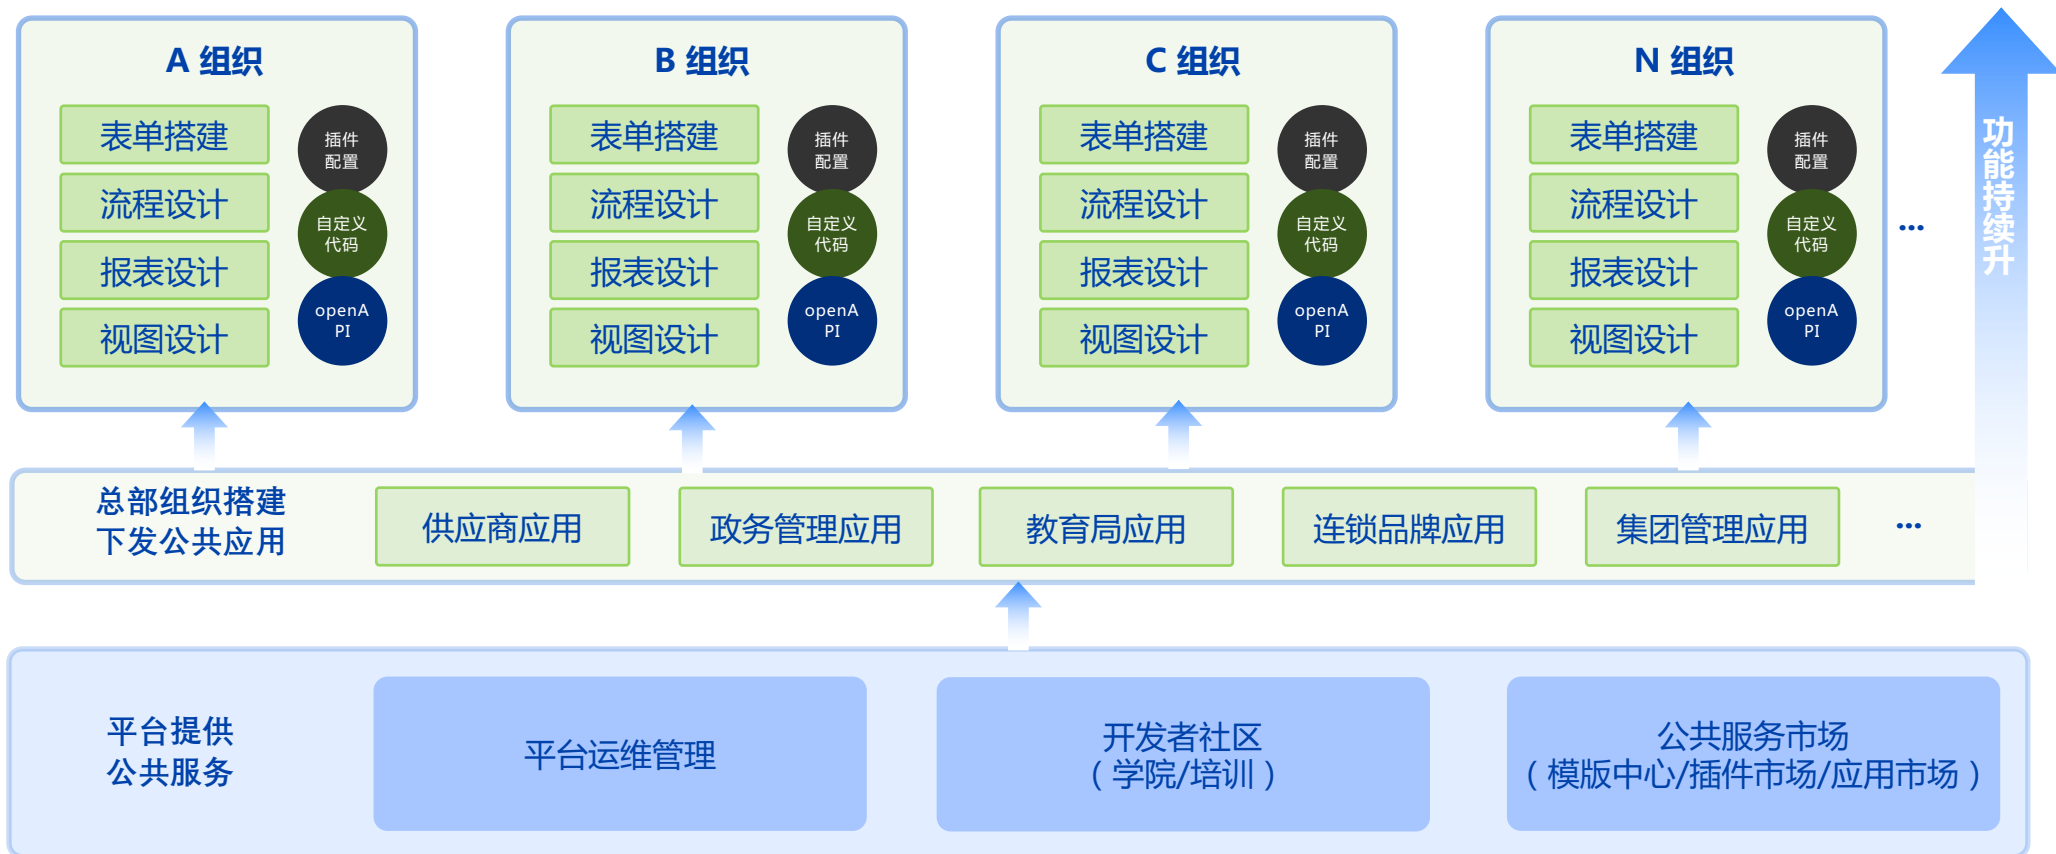 A 组织
表单搭建
流程设计
报表设计
视图设计
插件
配置
自定义
代码
openA
PI
B 组织
表单搭建
流程设计
报表设计
视图设计
插件
配置
自定义
代码
openA
PI
C 组织
表单搭建
流程设计
报表设计
视图设计
插件
配置
自定义
代码
openA
PI
N 组织
表单搭建
流程设计
报表设计
视图设计
插件
配置
自定义
代码
openA
PI
...
功能持续升
总部组织搭建
下发公共应用
供应商应用
政务管理应用
教育局应用
连锁品牌应用
集团管理应用
...
平台提供
公共服务
平台运维管理
开发者社区
（学院/培训）
公共服务市场
（模版中心/插件市场/应用市场）